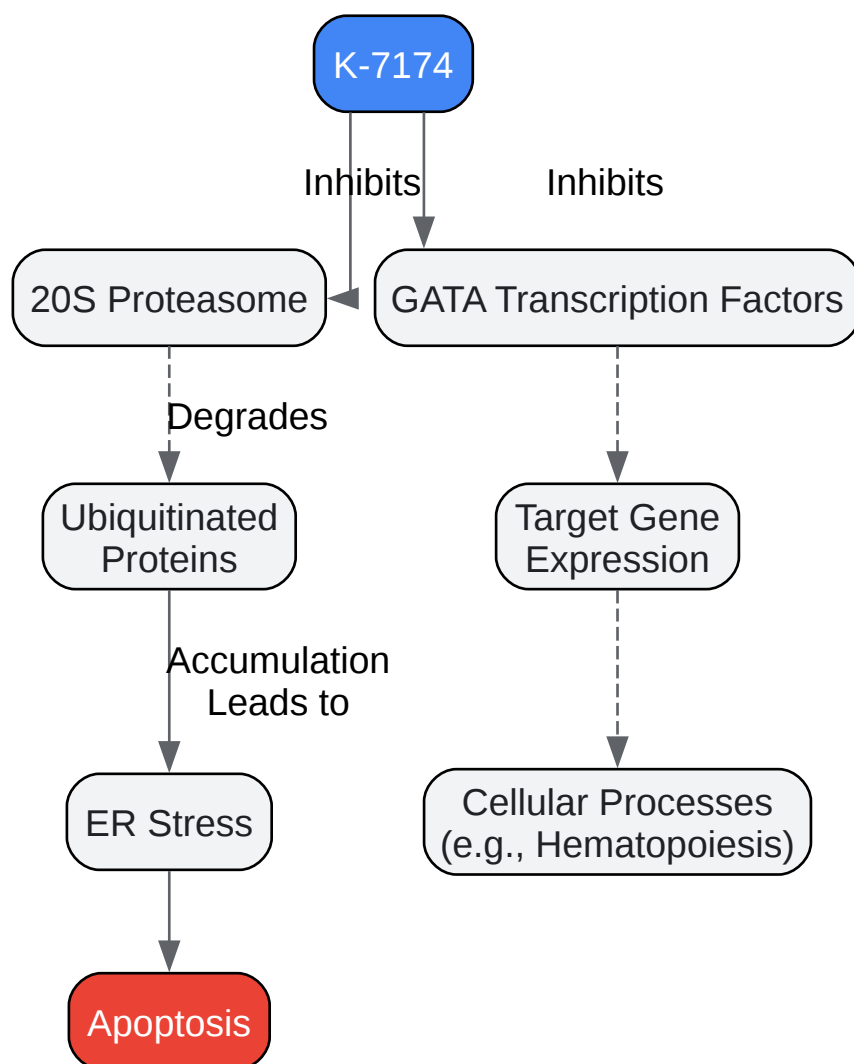 K-7174
Inhibits
Inhibits
20S Proteasome
GATA Transcription Factors
Degrades
Ubiquitinated
Proteins
Target Gene
Expression
Accumulation
Leads to
ER Stress
Cellular Processes
(e.g., Hematopoiesis)
Apoptosis